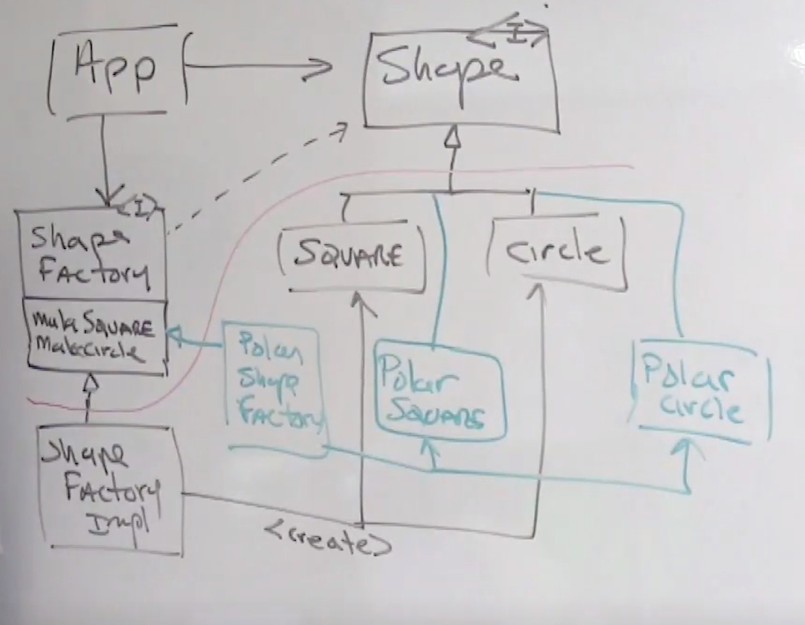 App
<I>
Shape
<I>
Shape
FACTORY
makeSQUARE
MakeCircle
SQUARE
Circle
Polar
Shape
FACTORY
Polar
SQUARE
Polar
Circle
Shape
FACTORY
Impl
<create>